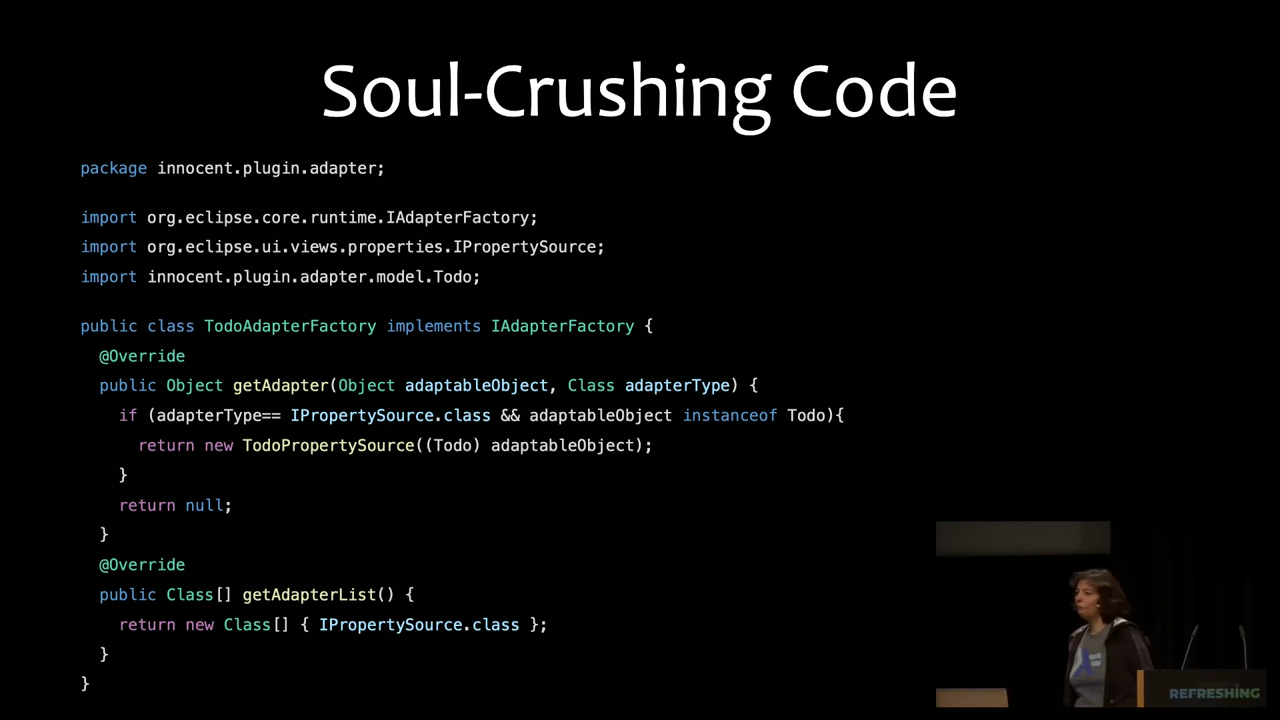 Soul-Crushing Code
package innocent.plugin.adapter;
import org.eclipse.core.runtime.IAdapterFactory;
import org.eclipse.ui.views.properties.IPropertySource;
import innocent.plugin.adapter.model.Todo;
public class TodoAdapterFactory implements IAdapterFactory {
  @Override
  public Object getAdapter(Object adaptableObject, Class adapterType) {
    if (adapterType== IPropertySource.class && adaptableObject instanceof Todo){
      return new TodoPropertySource((Todo) adaptableObject);
    }
    return null;
  }
  @Override
  public Class[] getAdapterList() {
    return new Class[] { IPropertySource.class };
  }
}
REFRESHING